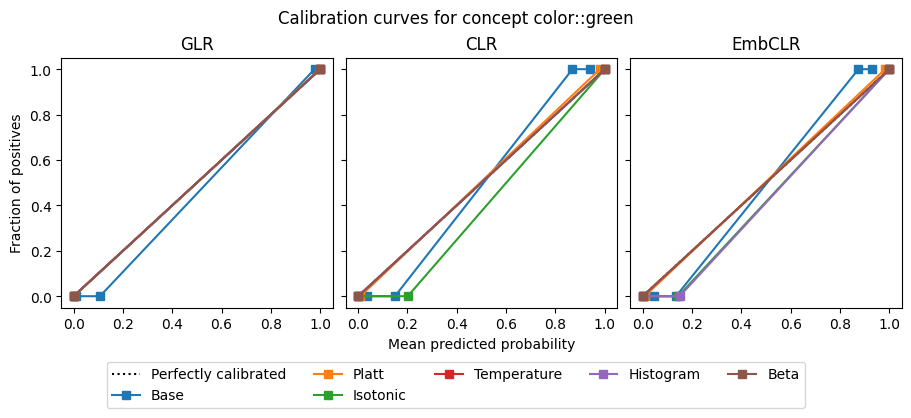 Calibration curves for concept color::green
GLR
CLR
EmbCLR
Fraction of positives
1.0
0.8
0.6
0.4
0.2
0.0
0.0 0.2 0.4 0.6 0.8 1.0
0.0 0.2 0.4 0.6 0.8 1.0
0.0 0.2 0.4 0.6 0.8 1.0
Mean predicted probability
Perfectly calibrated
Base
Platt
Isotonic
Temperature
Histogram
Beta